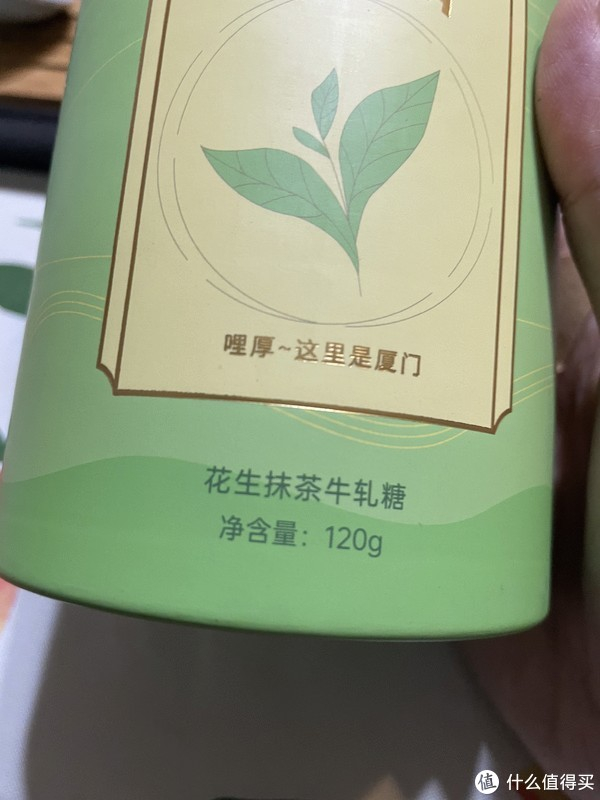 哩厚~这里是厦门
花生抹茶牛轧糖
净含量：120g
值 什么值得买